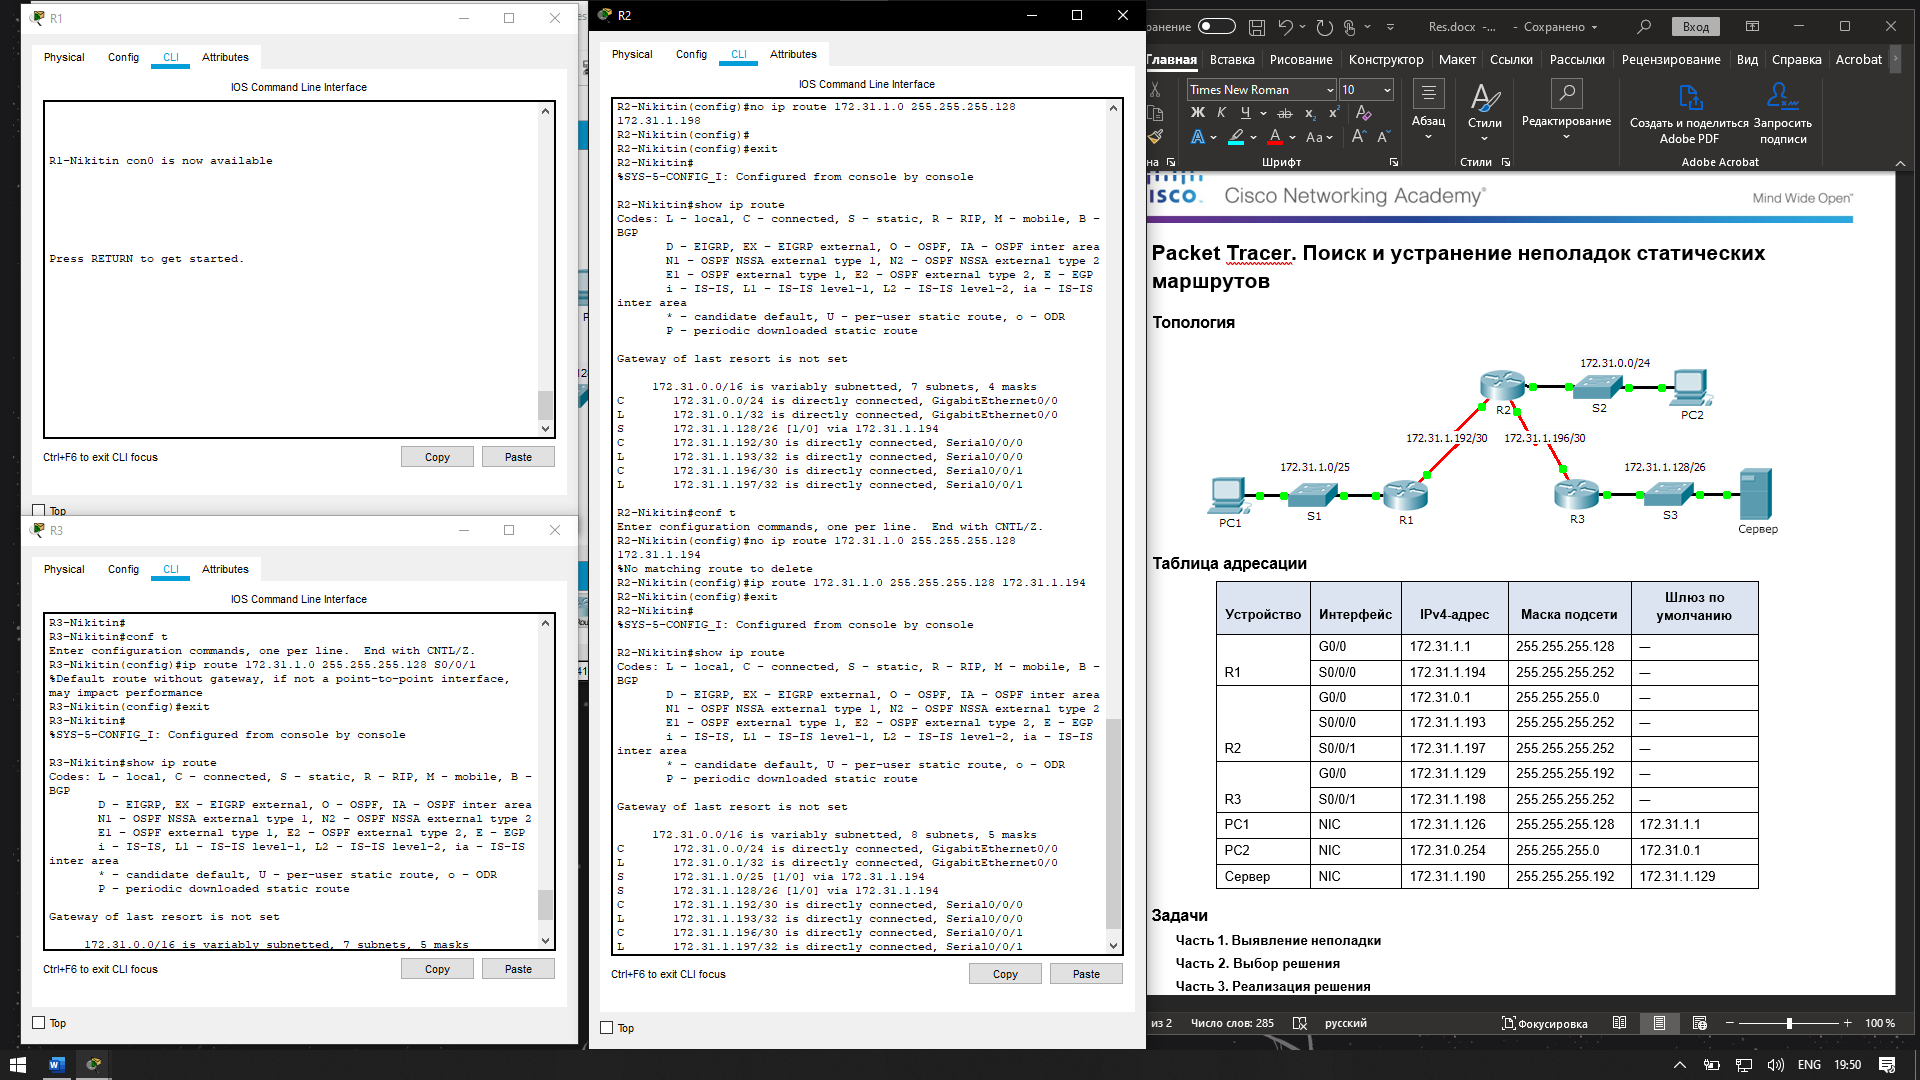 R1
Physical
Config
CLI
Attributes
IOS Command Line Interface
R1-Nikitin con0 is now available
Press RETURN to get started.
Ctrl+F6 to exit CLI focus
Copy
Paste
Top
R3
Physical
Config
CLI
Attributes
IOS Command Line Interface
R3-Nikitin#
R3-Nikitin#conf t
Enter configuration commands, one per line.  End with CNTL/Z.
R3-Nikitin(config)#ip route 172.31.1.0 255.255.255.128 S0/0/1
%Default route without gateway, if not a point-to-point interface,
may impact performance
R3-Nikitin(config)#exit
R3-Nikitin#
%SYS-5-CONFIG_I: Configured from console by console
R3-Nikitin#show ip route
Codes: L - local, C - connected, S - static, R - RIP, M - mobile, B -
BGP
D - EIGRP, EX - EIGRP external, O - OSPF, IA - OSPF inter area
N1 - OSPF NSSA external type 1, N2 - OSPF NSSA external type 2
E1 - OSPF external type 1, E2 - OSPF external type 2, E - EGP
i - IS-IS, L1 - IS-IS level-1, L2 - IS-IS level-2, ia - IS-IS
inter area
* - candidate default, U - per-user static route, o - ODR
P - periodic downloaded static route
Gateway of last resort is not set
172.31.0.0/16 is variably subnetted, 7 subnets, 5 masks
Ctrl+F6 to exit CLI focus
Copy
Paste
Top
R2
Physical
Config
CLI
Attributes
IOS Command Line Interface
R2-Nikitin(config)#no ip route 172.31.1.0 255.255.255.128
172.31.1.198
R2-Nikitin(config)#
R2-Nikitin(config)#exit
R2-Nikitin#
%SYS-5-CONFIG_I: Configured from console by console
R2-Nikitin#show ip route
Codes: L - local, C - connected, S - static, R - RIP, M - mobile, B -
BGP
D - EIGRP, EX - EIGRP external, O - OSPF, IA - OSPF inter area
N1 - OSPF NSSA external type 1, N2 - OSPF NSSA external type 2
E1 - OSPF external type 1, E2 - OSPF external type 2, E - EGP
i - IS-IS, L1 - IS-IS level-1, L2 - IS-IS level-2, ia - IS-IS
inter area
* - candidate default, U - per-user static route, o - ODR
P - periodic downloaded static route
Gateway of last resort is not set
172.31.0.0/16 is variably subnetted, 7 subnets, 4 masks
C 172.31.0.0/24 is directly connected, GigabitEthernet0/0
L 172.31.0.1/32 is directly connected, GigabitEthernet0/0
S 172.31.1.128/26 [1/0] via 172.31.1.194
C 172.31.1.192/30 is directly connected, Serial0/0/0
L 172.31.1.193/32 is directly connected, Serial0/0/0
C 172.31.1.196/30 is directly connected, Serial0/0/1
L 172.31.1.197/32 is directly connected, Serial0/0/1
R2-Nikitin#conf t
Enter configuration commands, one per line.  End with CNTL/Z.
R2-Nikitin(config)#no ip route 172.31.1.0 255.255.255.128
172.31.1.194
%No matching route to delete
R2-Nikitin(config)#ip route 172.31.1.0 255.255.255.128 172.31.1.194
R2-Nikitin(config)#exit
R2-Nikitin#
%SYS-5-CONFIG_I: Configured from console by console
R2-Nikitin#show ip route
Codes: L - local, C - connected, S - static, R - RIP, M - mobile, B -
BGP
D - EIGRP, EX - EIGRP external, O - OSPF, IA - OSPF inter area
N1 - OSPF NSSA external type 1, N2 - OSPF NSSA external type 2
E1 - OSPF external type 1, E2 - OSPF external type 2, E - EGP
i - IS-IS, L1 - IS-IS level-1, L2 - IS-IS level-2, ia - IS-IS
inter area
* - candidate default, U - per-user static route, o - ODR
P - periodic downloaded static route
Gateway of last resort is not set
172.31.0.0/16 is variably subnetted, 8 subnets, 5 masks
C 172.31.0.0/24 is directly connected, GigabitEthernet0/0
L 172.31.0.1/32 is directly connected, GigabitEthernet0/0
S 172.31.1.0/25 [1/0] via 172.31.1.194
S 172.31.1.128/26 [1/0] via 172.31.1.194
C 172.31.1.192/30 is directly connected, Serial0/0/0
L 172.31.1.193/32 is directly connected, Serial0/0/0
C 172.31.1.196/30 is directly connected, Serial0/0/1
L 172.31.1.197/32 is directly connected, Serial0/0/1
Ctrl+F6 to exit CLI focus
Copy
Paste
Top
Res.docx -... - Сохранено
Вход
Главная Вставка Рисование Конструктор Макет Ссылки Рассылки Рецензирование Вид Справка Acrobat
Times New Roman 10
Ж К Ч ab x₂ x²
Абзац
Стили
Редактирование
Создать и поделиться Adobe PDF
Запросить подписи
Шрифт
Стили
Adobe Acrobat
CISCO. Cisco Networking Academy®
Mind Wide Open™
Packet Tracer. Поиск и устранение неполадок статических
маршрутов
Топология
172.31.0.0/24
R2
S2
PC2
172.31.1.192/30
172.31.1.196/30
172.31.1.0/25
172.31.1.128/26
PC1
S1
R1
R3
S3
Сервер
Таблица адресации
Устройство Интерфейс IPv4-адрес Маска подсети Шлюз по умолчанию
R1 G0/0 172.31.1.1 255.255.255.128 —
S0/0/0 172.31.1.194 255.255.255.252 —
R2 G0/0 172.31.0.1 255.255.255.0 —
S0/0/0 172.31.1.193 255.255.255.252 —
S0/0/1 172.31.1.197 255.255.255.252 —
R3 G0/0 172.31.1.129 255.255.255.192 —
S0/0/1 172.31.1.198 255.255.255.252 —
PC1 NIC 172.31.1.126 255.255.255.128 172.31.1.1
PC2 NIC 172.31.0.254 255.255.255.0 172.31.0.1
Сервер NIC 172.31.1.190 255.255.255.192 172.31.1.129
Задачи
Часть 1. Выявление неполадки
Часть 2. Выбор решения
Часть 3. Реализация решения
из 2
Число слов: 285
русский
Фокусировка
100 %
ENG
19:50